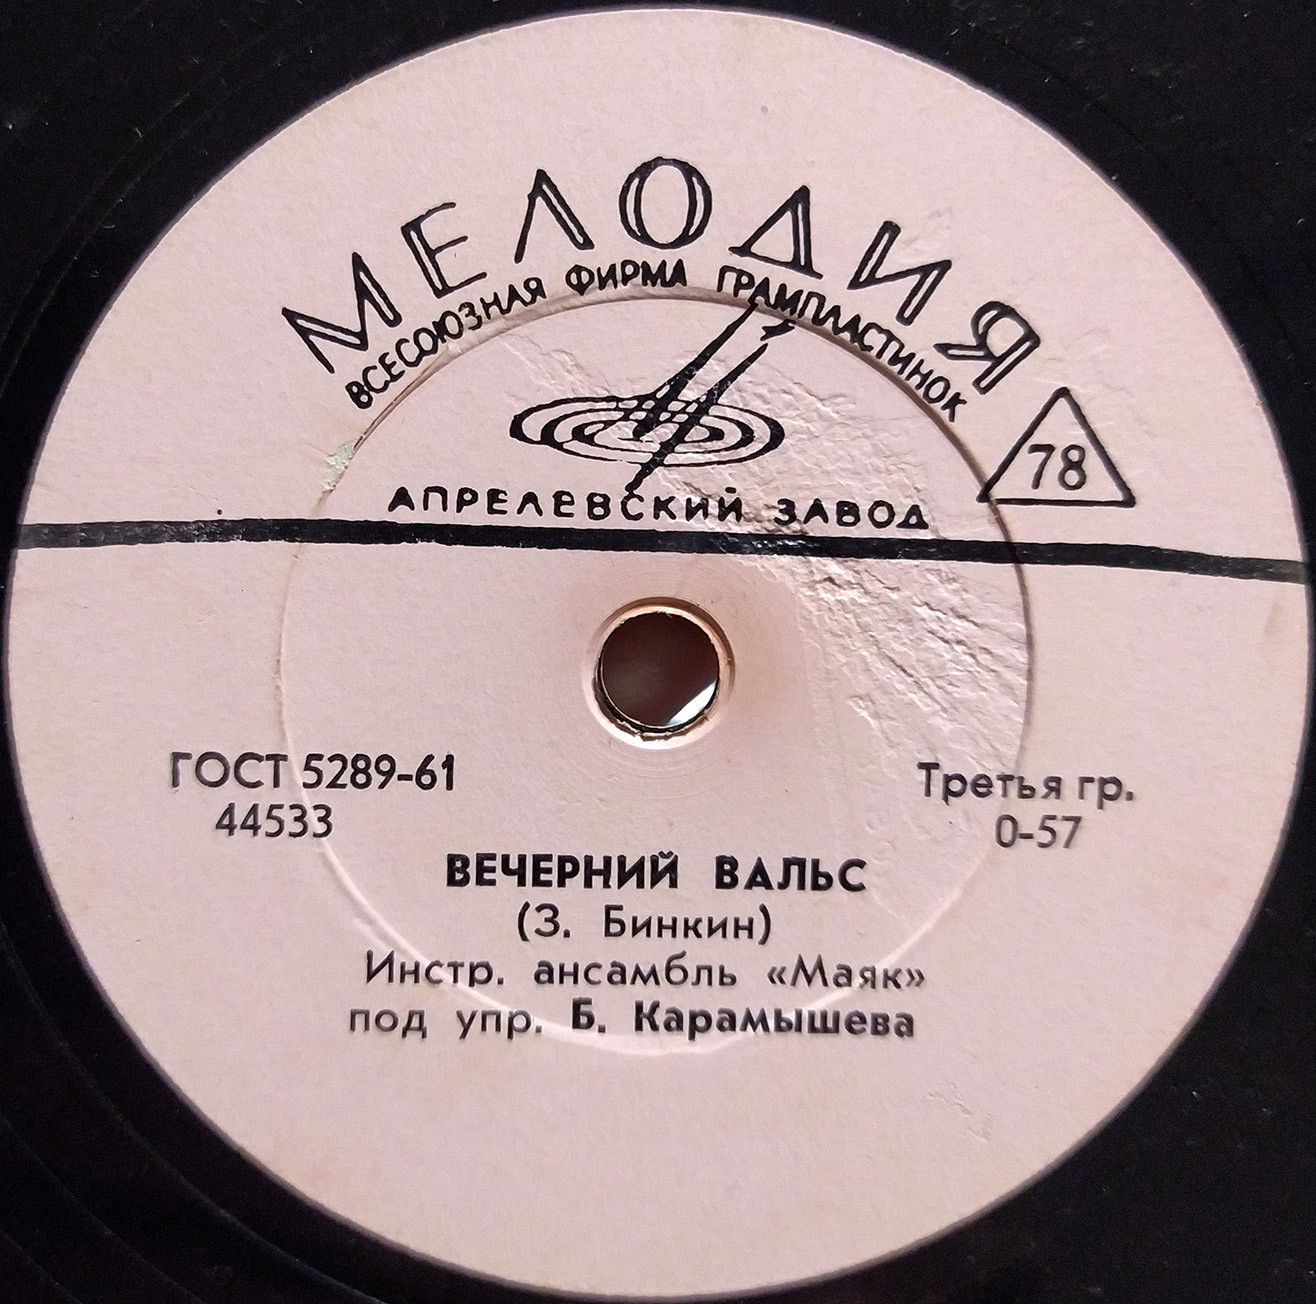 МЕЛОДИЯ
ВСЕСОЮЗНАЯ ФИРМА ГРАМПЛАСТИНОК
78
АПРЕЛЕВСКИЙ ЗАВОД
ГОСТ 5289-61
44533
Третья гр.
0-57
ВЕЧЕРНИЙ ВАЛЬС
(З. Бинкин)
Инстр. ансамбль «Маяк»
под упр. Б. Карамышева